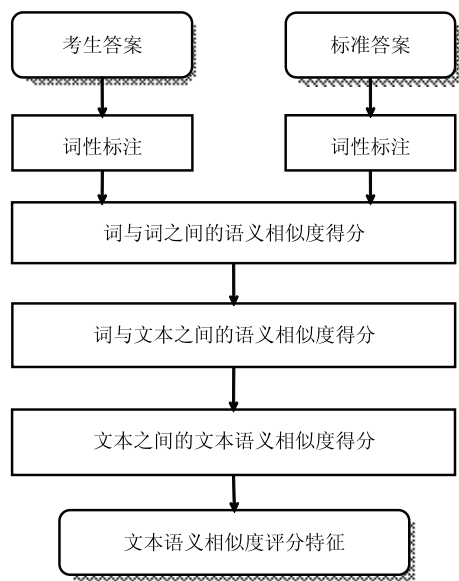 考生答案
标准答案
词性标注
词性标注
词与词之间的语义相似度得分
词与文本之间的语义相似度得分
文本之间的文本语义相似度得分
文本语义相似度评分特征